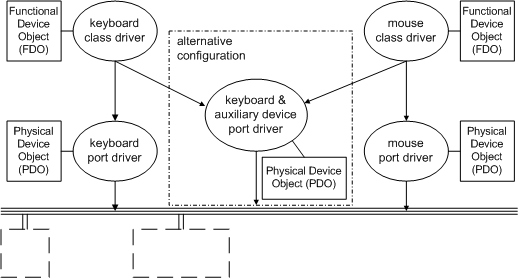 Functional
Device
Object
(FDO)
keyboard
class driver
alternative
configuration
mouse
class driver
Functional
Device
Object
(FDO)
keyboard &
auxiliary device
port driver
Physical
Device
Object
(PDO)
keyboard
port driver
Physical Device
Object (PDO)
mouse
port driver
Physical
Device
Object
(PDO)